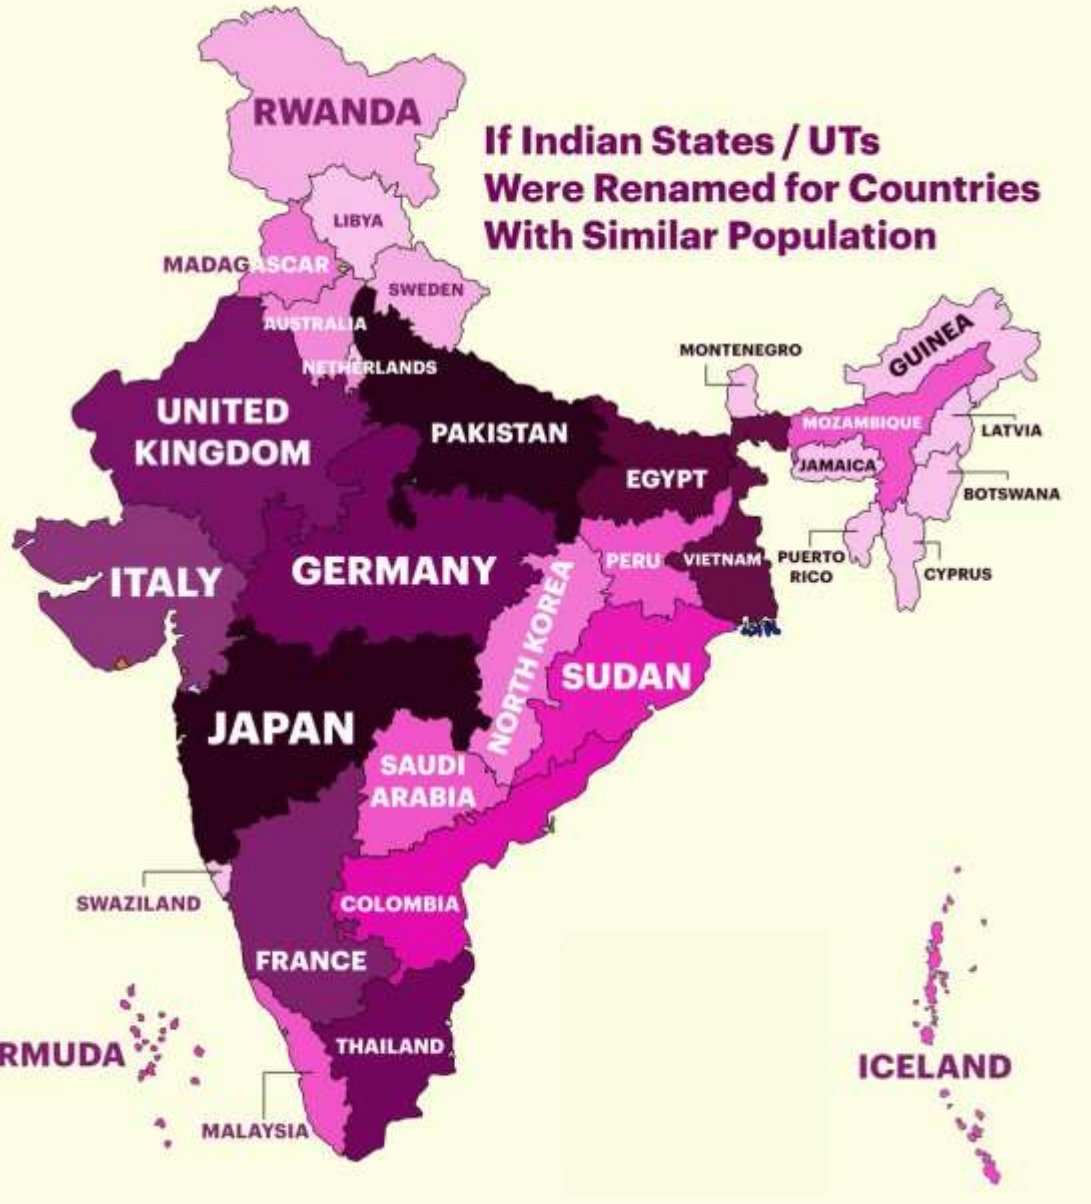 RWANDA
If Indian States / UTs
Were Renamed for Countries
With Similar Population
LIBYA
MADAGASCAR
SWEDEN
AUSTRALIA
NETHERLANDS
GUINEA
MONTENEGRO
UNITED
KINGDOM
PAKISTAN
MOZAMBIQUE
LATVIA
JAMAICA
EGYPT
BOTSWANA
ITALY
GERMANY
NORTH KOREA
PERU
VIETNAM
PUERTO
RICO
CYPRUS
SUDAN
JAPAN
SAUDI
ARABIA
SWAZILAND
COLOMBIA
FRANCE
THAILAND
RMUDA
ICELAND
MALAYSIA